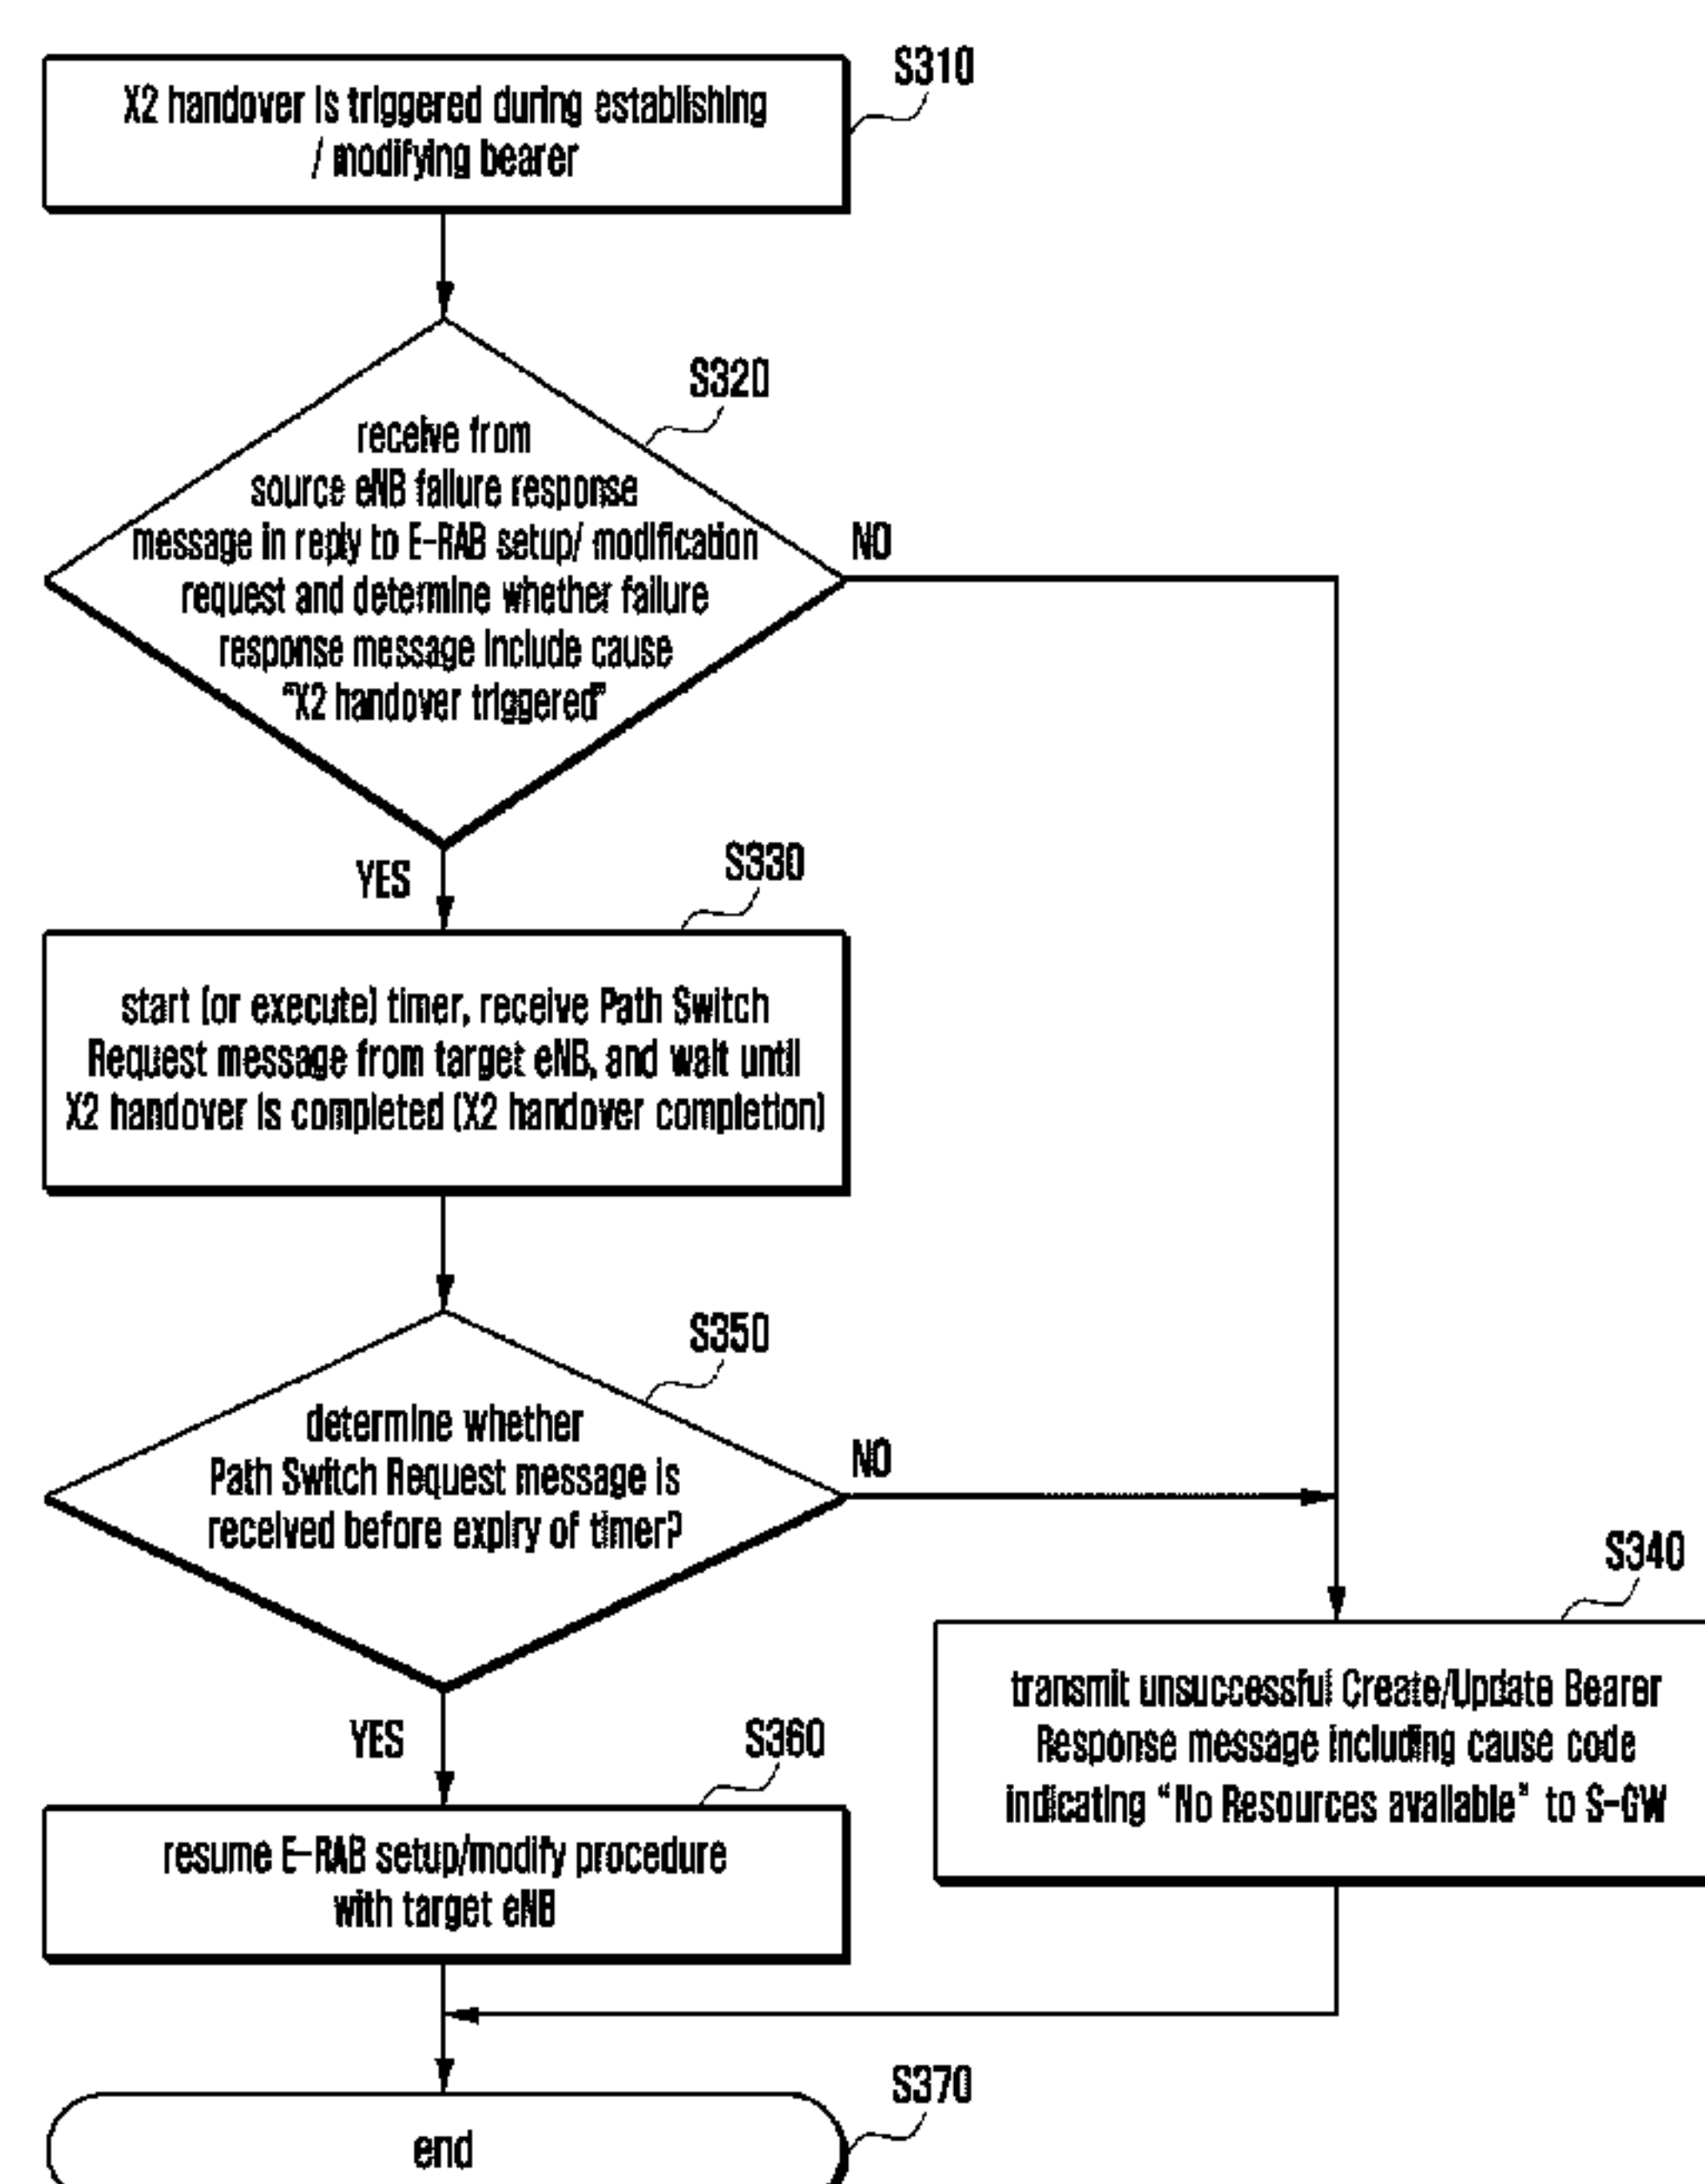 S310
X2 handover is triggered during establishing
/ modifying bearer
S320
receive from
source eNB failure response
message in reply to E-RAB setup/ modification
request and determine whether failure
response message include cause
“X2 handover triggered”
NO
YES
S330
start (or execute) timer, receive Path Switch
Request message from target eNB, and wait until
X2 handover is completed (X2 handover completion)
S350
determine whether
Path Switch Request message is
received before expiry of timer?
NO
YES
S340
transmit unsuccessful Create/Update Bearer
Response message including cause code
indicating “No Resources available” to S-GW
S360
resume E-RAB setup/modify procedure
with target eNB
S370
end